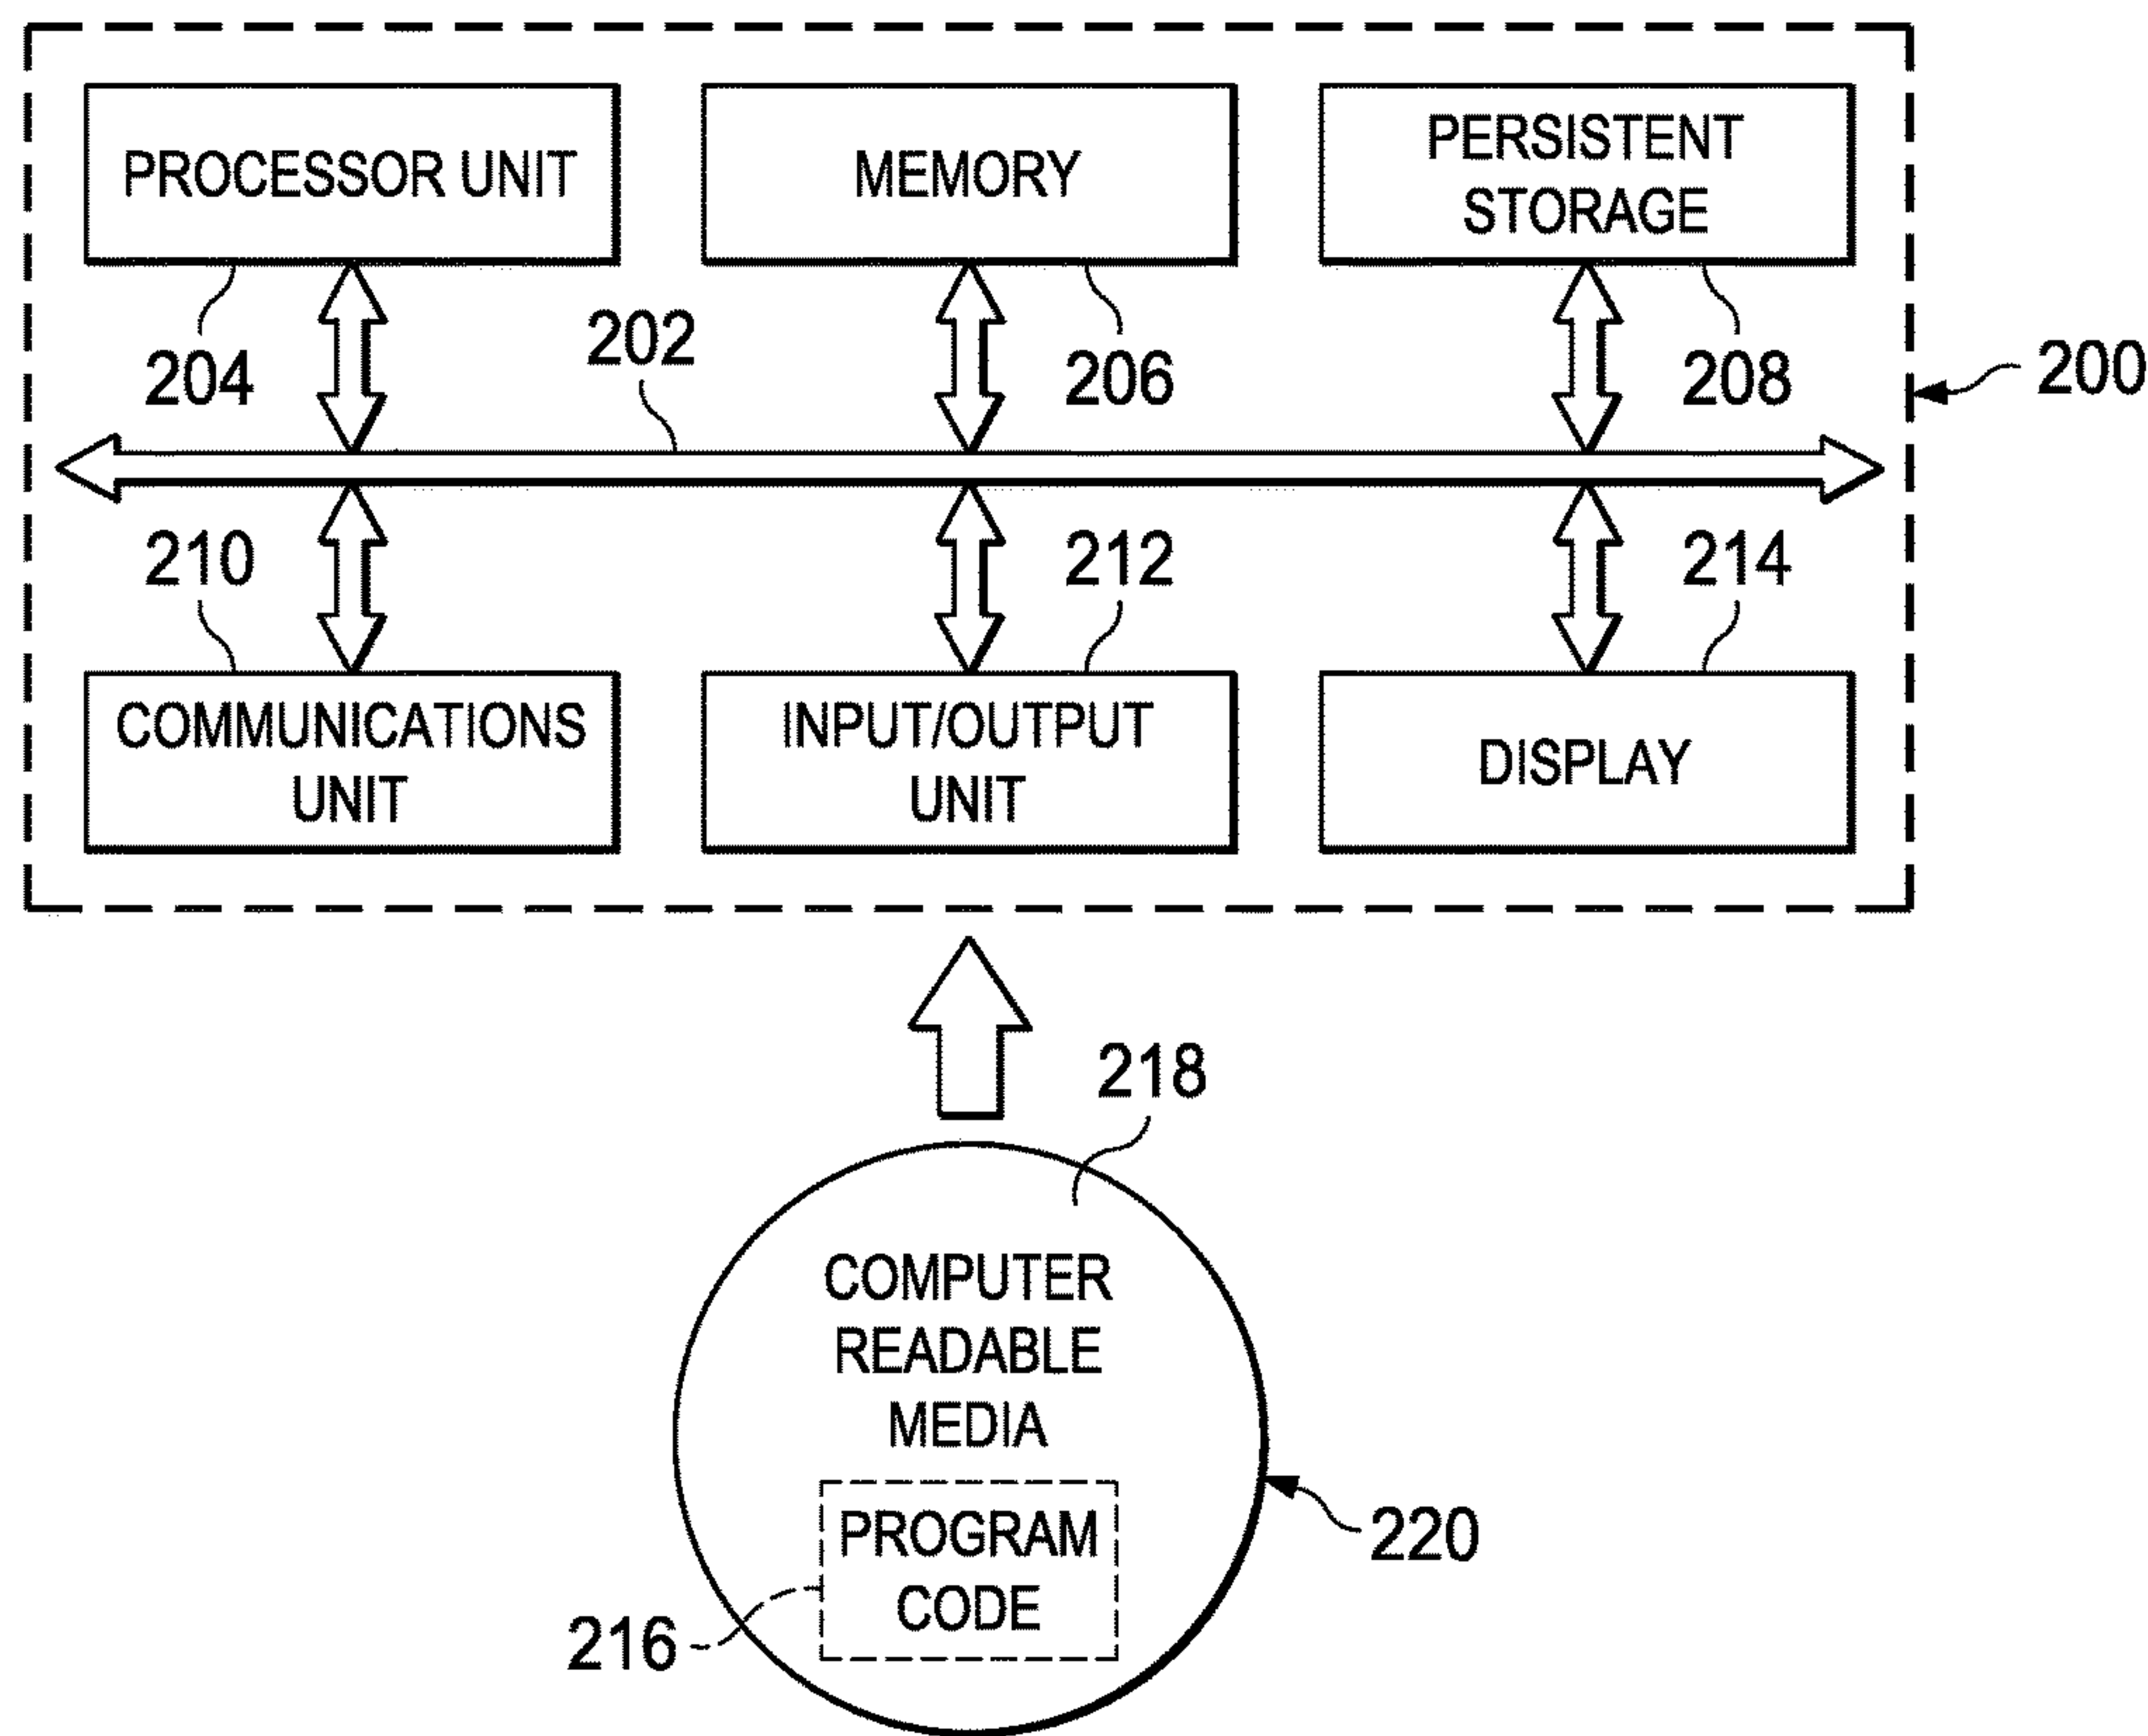 PROCESSOR UNIT
MEMORY
PERSISTENT
STORAGE
204
202
206
208
200
210
212
214
COMMUNICATIONS
UNIT
INPUT/OUTPUT
UNIT
DISPLAY
218
COMPUTER
READABLE
MEDIA
PROGRAM
CODE
220
216